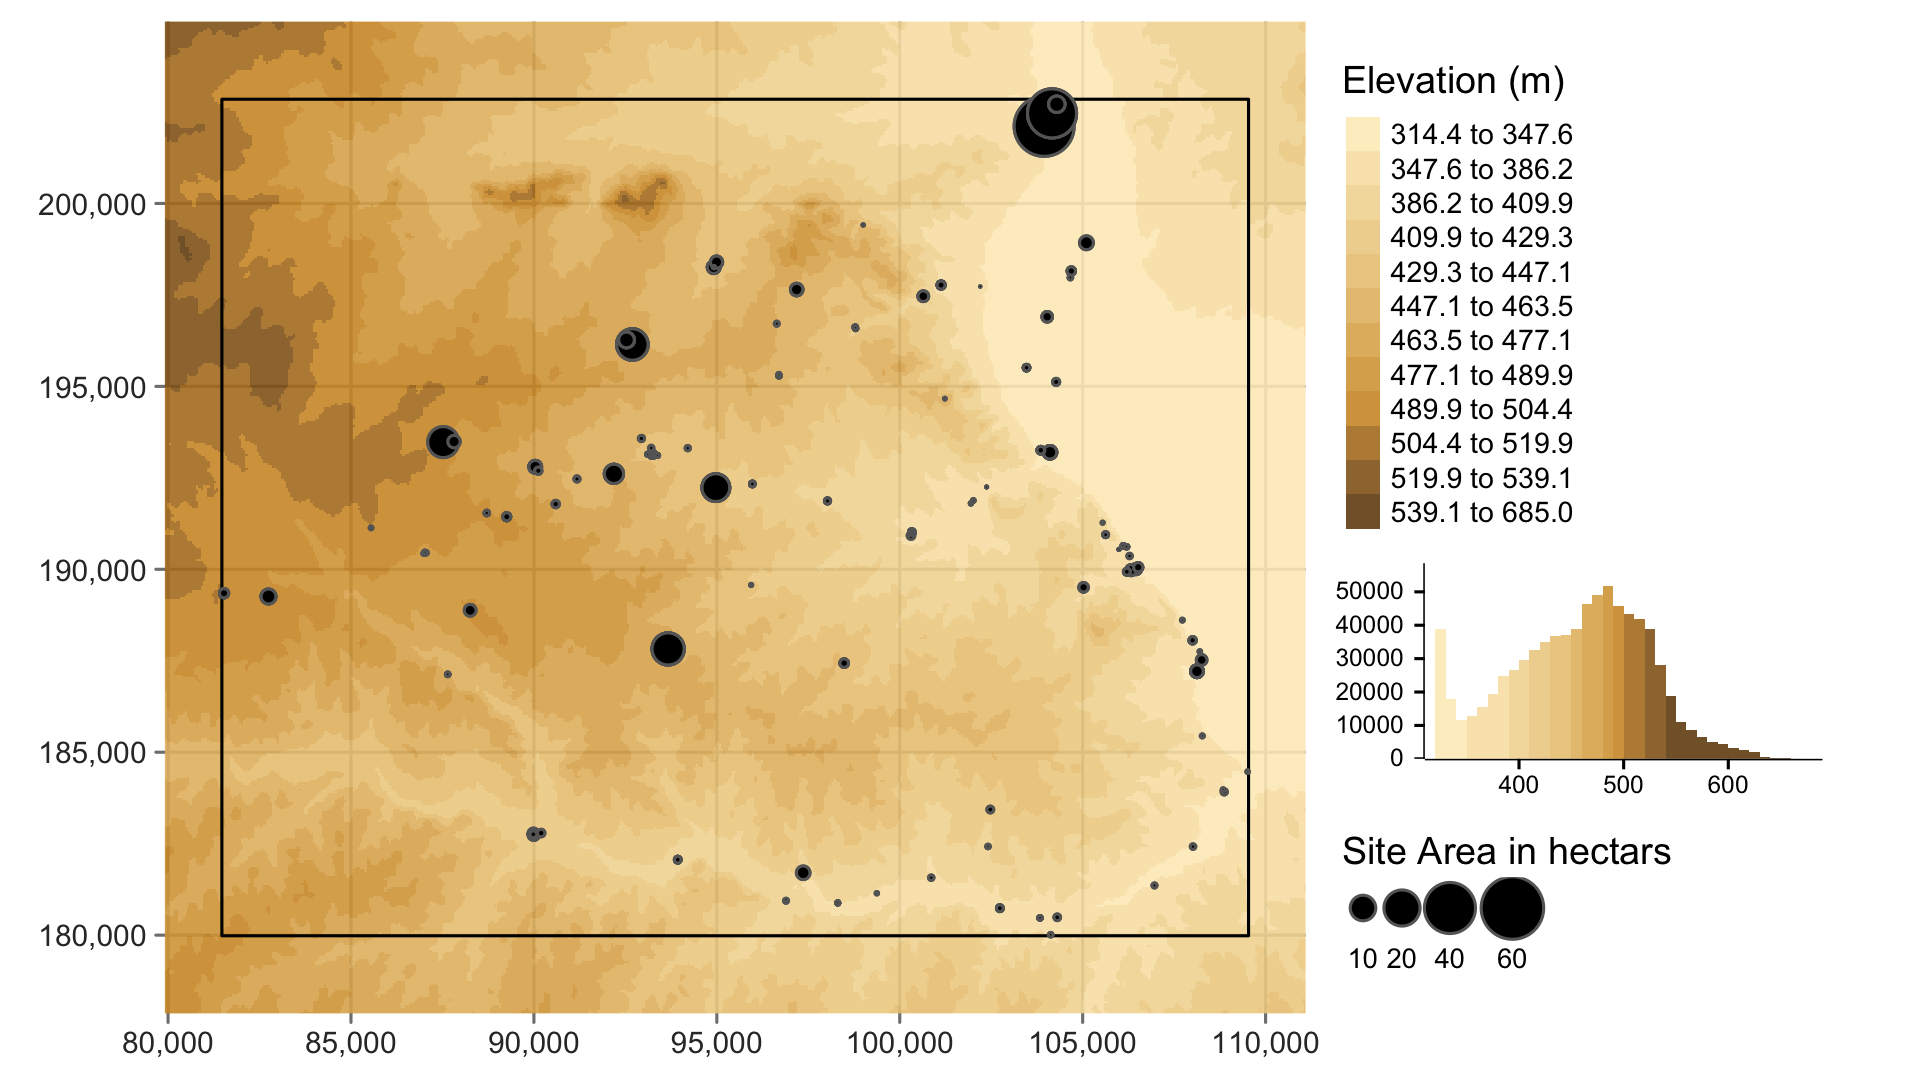 200,000
195,000
190,000
185,000
180,000
80,000 85,000 90,000 95,000 100,000 105,000 110,000
Elevation (m)
314.4 to 347.6
347.6 to 386.2
386.2 to 409.9
409.9 to 429.3
429.3 to 447.1
447.1 to 463.5
463.5 to 477.1
477.1 to 489.9
489.9 to 504.4
504.4 to 519.9
519.9 to 539.1
539.1 to 685.0
50000
40000
30000
20000
10000
0
400 500 600
Site Area in hectars
10 20 40 60